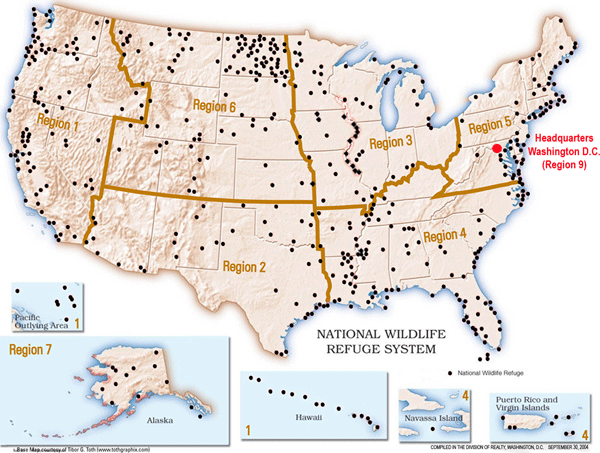 Region 1
Region 6
Region 3
Region 5
Headquarters
Washington D.C.
(Region 9)
Region 2
Region 4
NATIONAL WILDLIFE
REFUGE SYSTEM
National Wildlife Refuge
Pacific
Outlying Area
1
Region 7
Alaska
Hawaii
1
4
Navassa Island
Puerto Rico and
Virgin Islands
4
Base Map courtesy of Tibor G. Toth (www.tothgraphix.com)
COMPILED IN THE DIVISION OF REALTY, WASHINGTON, D.C. SEPTEMBER 30, 2004